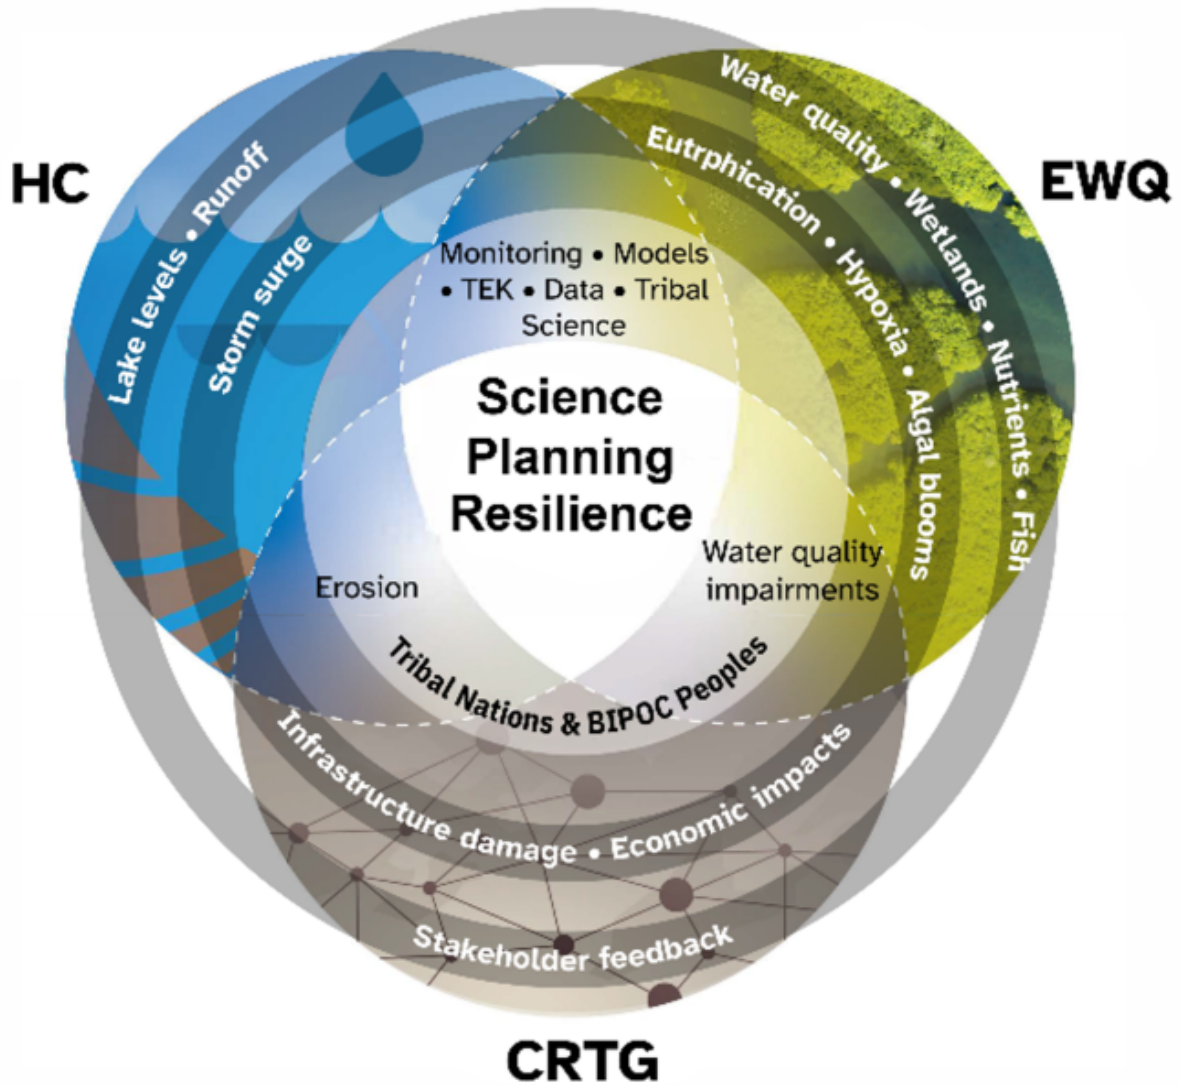 HC
EWQ
Lake levels • Runoff
Storm surge
Water quality • Wetlands • Nutrients • Fish
Eutrphication • Hypoxia • Algal blooms
Monitoring • Models
• TEK • Data • Tribal
Science
Science
Planning
Resilience
Erosion
Water quality
impairments
Tribal Nations & BIPOC Peoples
Infrastructure damage • Economic impacts
Stakeholder feedback
CRTG